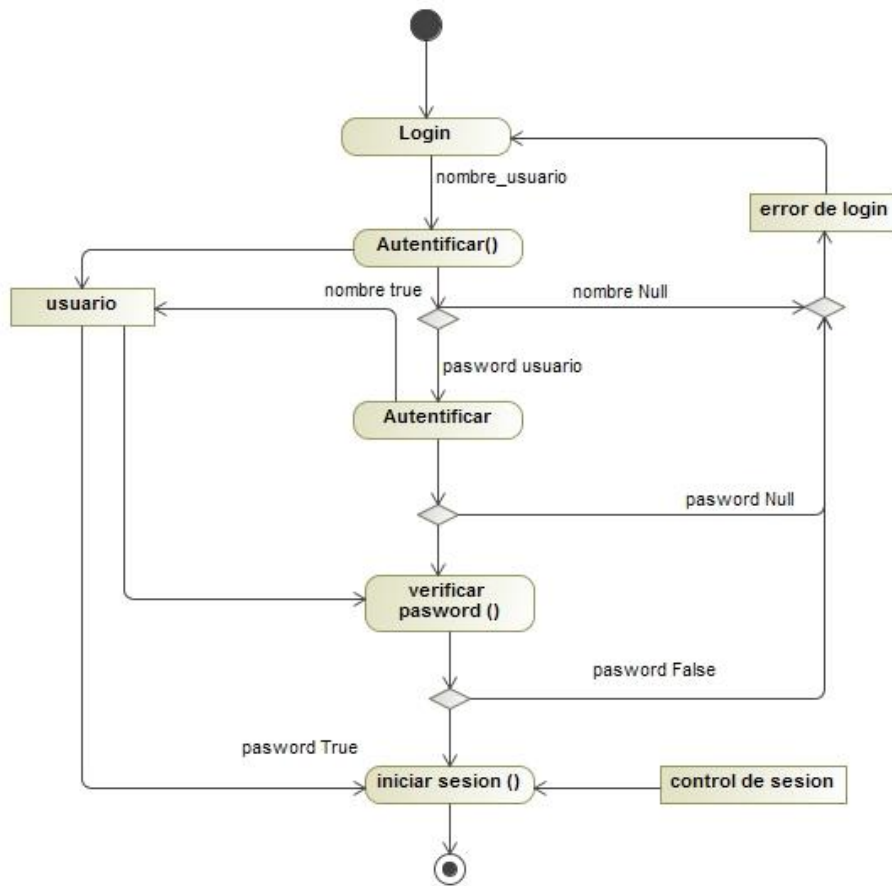 Login
nombre_usuario
error de login
Autentificar()
nombre true
nombre Null
usuario
pasword usuario
Autentificar
pasword Null
verificar
pasword ()
pasword False
pasword True
iniciar sesion ()
control de sesion